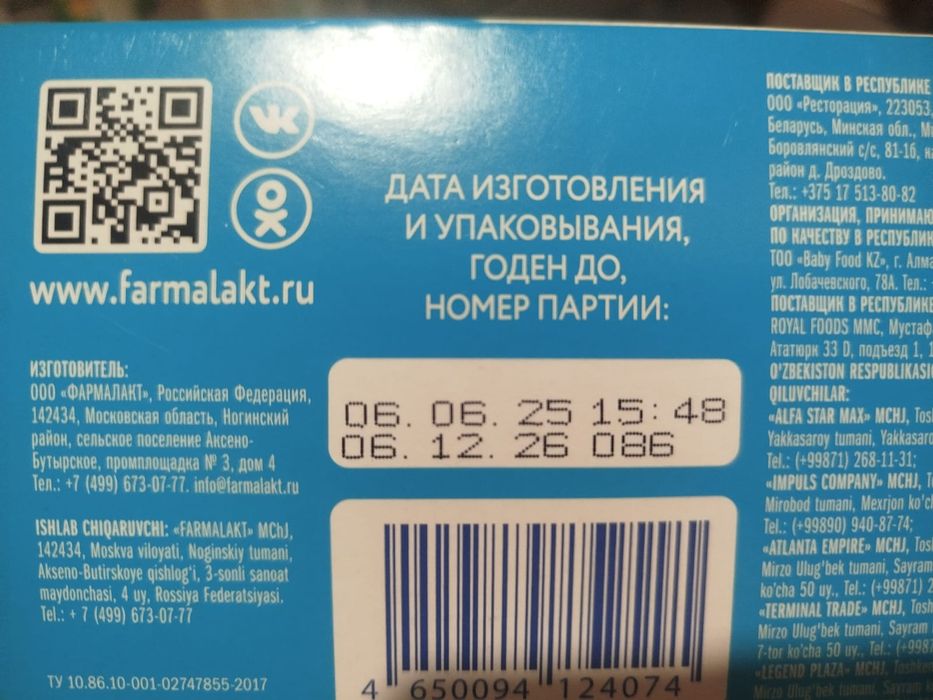 www.farmalakt.ru
ДАТА ИЗГОТОВЛЕНИЯ
И УПАКОВЫВАНИЯ,
ГОДЕН ДО,
НОМЕР ПАРТИИ:
06. 06. 25 15:48
06. 12. 26 086
ИЗГОТОВИТЕЛЬ:
ООО «ФАРМАЛАКТ», Российская Федерация,
142434, Московская область, Ногинский
район, сельское поселение Аксено-
Бутырское, промплощадка № 3, дом 4
Тел.: +7 (499) 673-07-77. info@farmalakt.ru
ISHLAB CHIQARUVCHI: «FARMALAKT» MChJ,
142434, Moskva viloyati, Noginskiy tumani,
Akseno-Butirskoye qishlog'i, 3-sonli sanoat
maydonchasi, 4 uy, Rossiya Federatsiyasi.
Tel.: + 7 (499) 673-07-77
ТУ 10.86.10-001-02747855-2017
4 650094 124074
ПОСТАВЩИК В РЕСПУБЛИКЕ
ООО «Ресторация», 223053,
Беларусь, Минская обл.,
Боровлянский с/с, 81-1б,
район д. Дроздово.
Тел.: +375 17 513-80-82
ОРГАНИЗАЦИЯ,
ПО КАЧЕСТВУ В
ТОО «Baby Food KZ», г.
ул. Лобачевского, 78А. Тел.:
ПОСТАВЩИК В РЕСПУБЛИКЕ
ROYAL FOODS MMC,
Ататюрк 33 D, подъезд 1,
O'ZBEKISTON
QILUVCHILAR:
«ALFA STAR MAX» MCHJ,
Yakkasaroy tumani,
Tel.: (+99871) 268-11-31;
«IMPULS COMPANY» MCHJ,
Mirobod tumani, Mexrjon
Tel.: (+99890) 940-87-74;
«ATLANTA EMPIRE» MCHJ,
Mirzo Ulug'bek tumani, Sayram
ko'cha 50 uy., Tel.: (+99871)
«TERMINAL TRADE» MCHJ,
Mirzo Ulug'bek tumani, Sayram
7-tor ko'cha 50 uy., Tel.:
«LEGEND PLAZA» MCHJ,